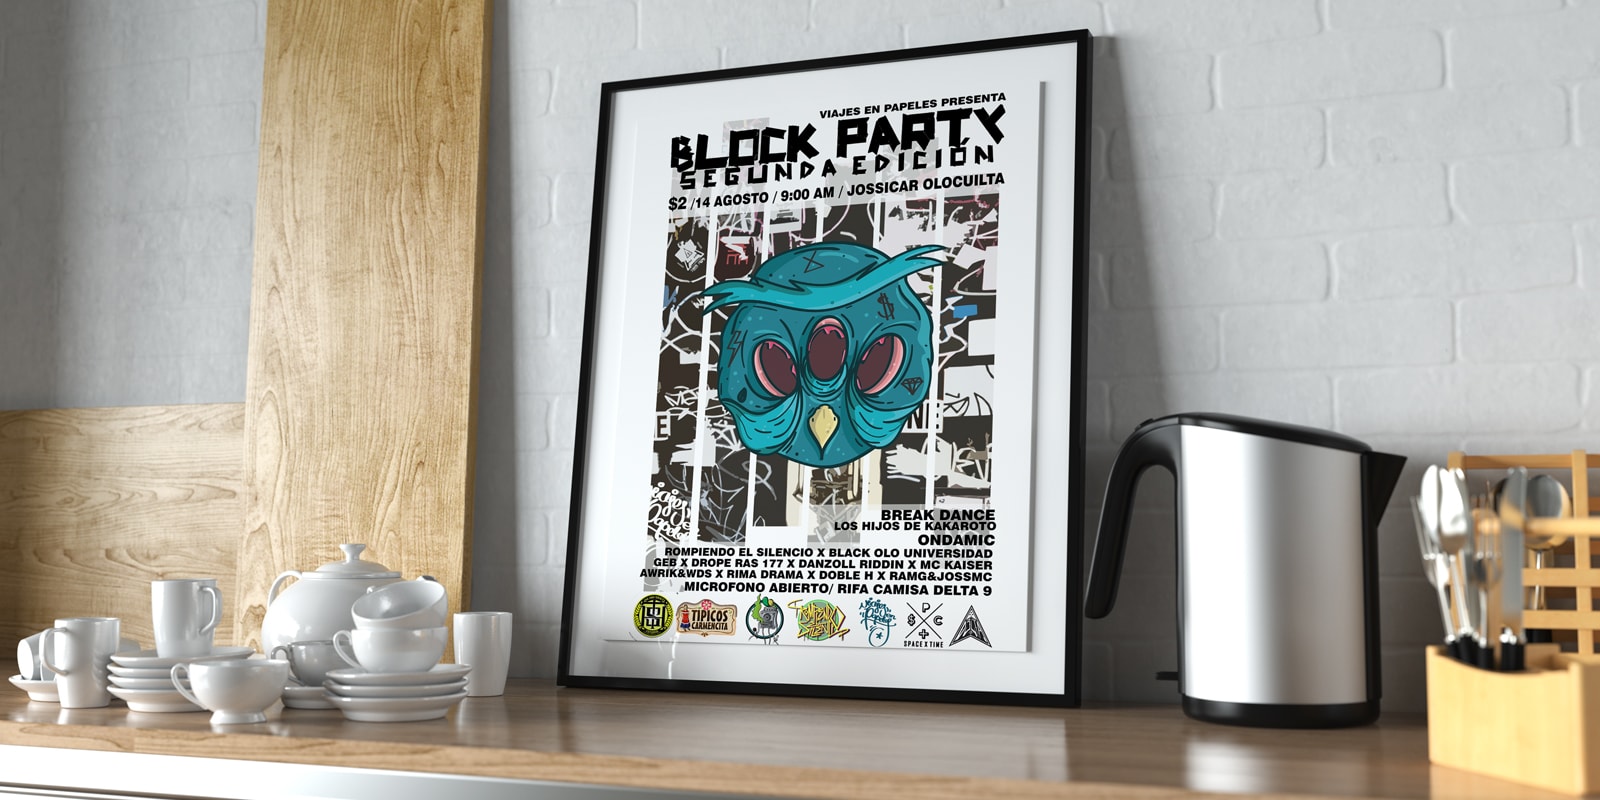 VIAJES EN PAPELES PRESENTA
BLOCK PARTY
SEGUNDA EDICIÓN
$2 /14 AGOSTO / 9:00 AM / JOSSICAR OLOCUILTA
BREAK DANCE
LOS HIJOS DE KAKAROTO
ONDAMIC
ROMPIENDO EL SILENCIO X BLACK OLO UNIVERSIDAD
GEB X DROPE RAS 177 X DANZOLL RIDDIN X MC KAISER
AWRIK&WDS X RIMA DRAMA X DOBLE H X RAMG&JOSSMC
MICROFONO ABIERTO/ RIFA CAMISA DELTA 9
TIPICOS
CARMENCITA
SPACE X TIME